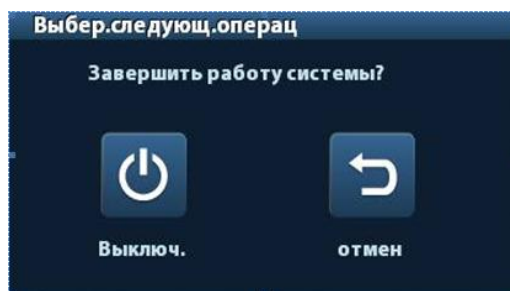 Выбер.следующ.операц
Завершить работу системы?
Выключ.
отмен